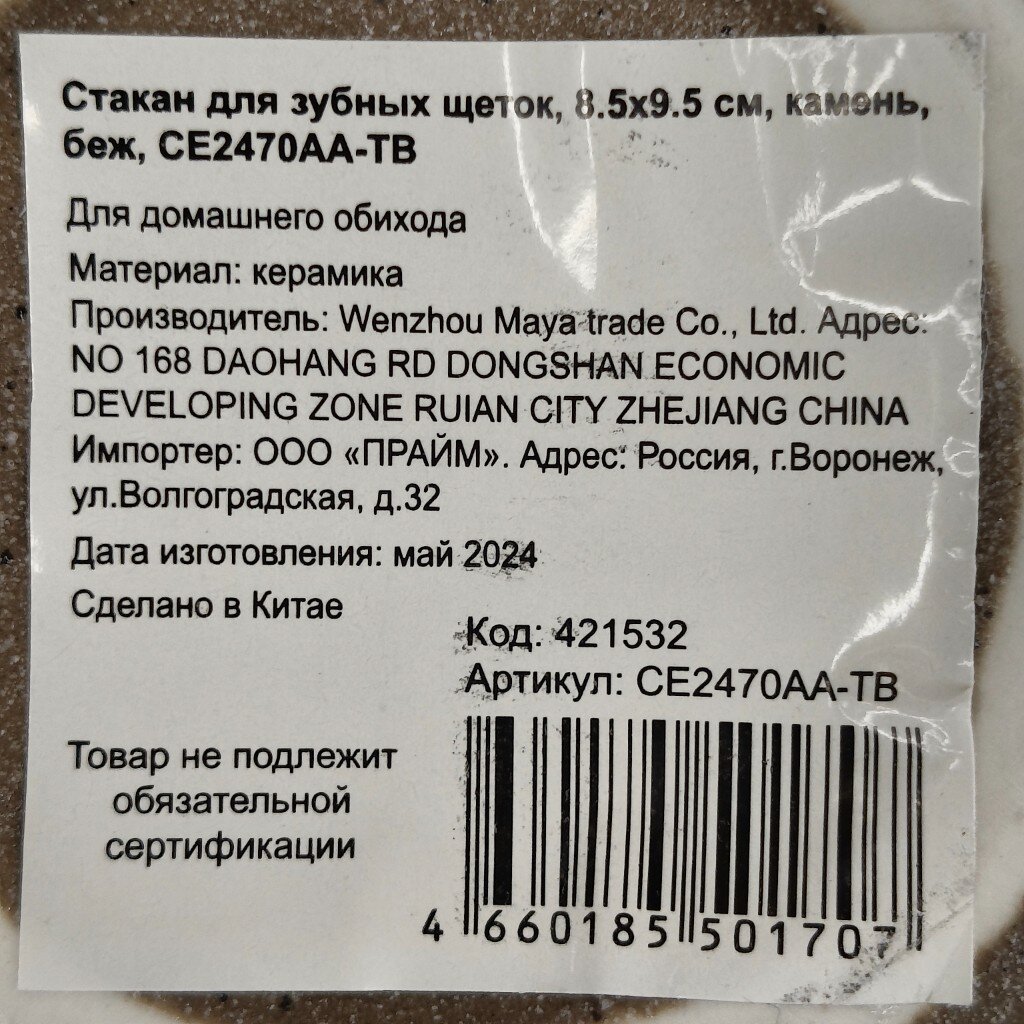 Стакан для зубных щеток, 8.5х9.5 см, камень,
беж, CE2470AA-TB
Для домашнего обихода
Материал: керамика
Производитель: Wenzhou Maya trade Co., Ltd. Адрес:
NO 168 DAOHANG RD DONGSHAN ECONOMIC
DEVELOPING ZONE RUIAN CITY ZHEJIANG CHINA
Импортер: ООО «ПРАЙМ». Адрес: Россия, г.Воронеж,
ул.Волгоградская, д.32
Дата изготовления: май 2024
Сделано в Китае
Код: 421532
Артикул: CE2470AA-TB
Товар не подлежит
обязательной
сертификации
4 660185 501707